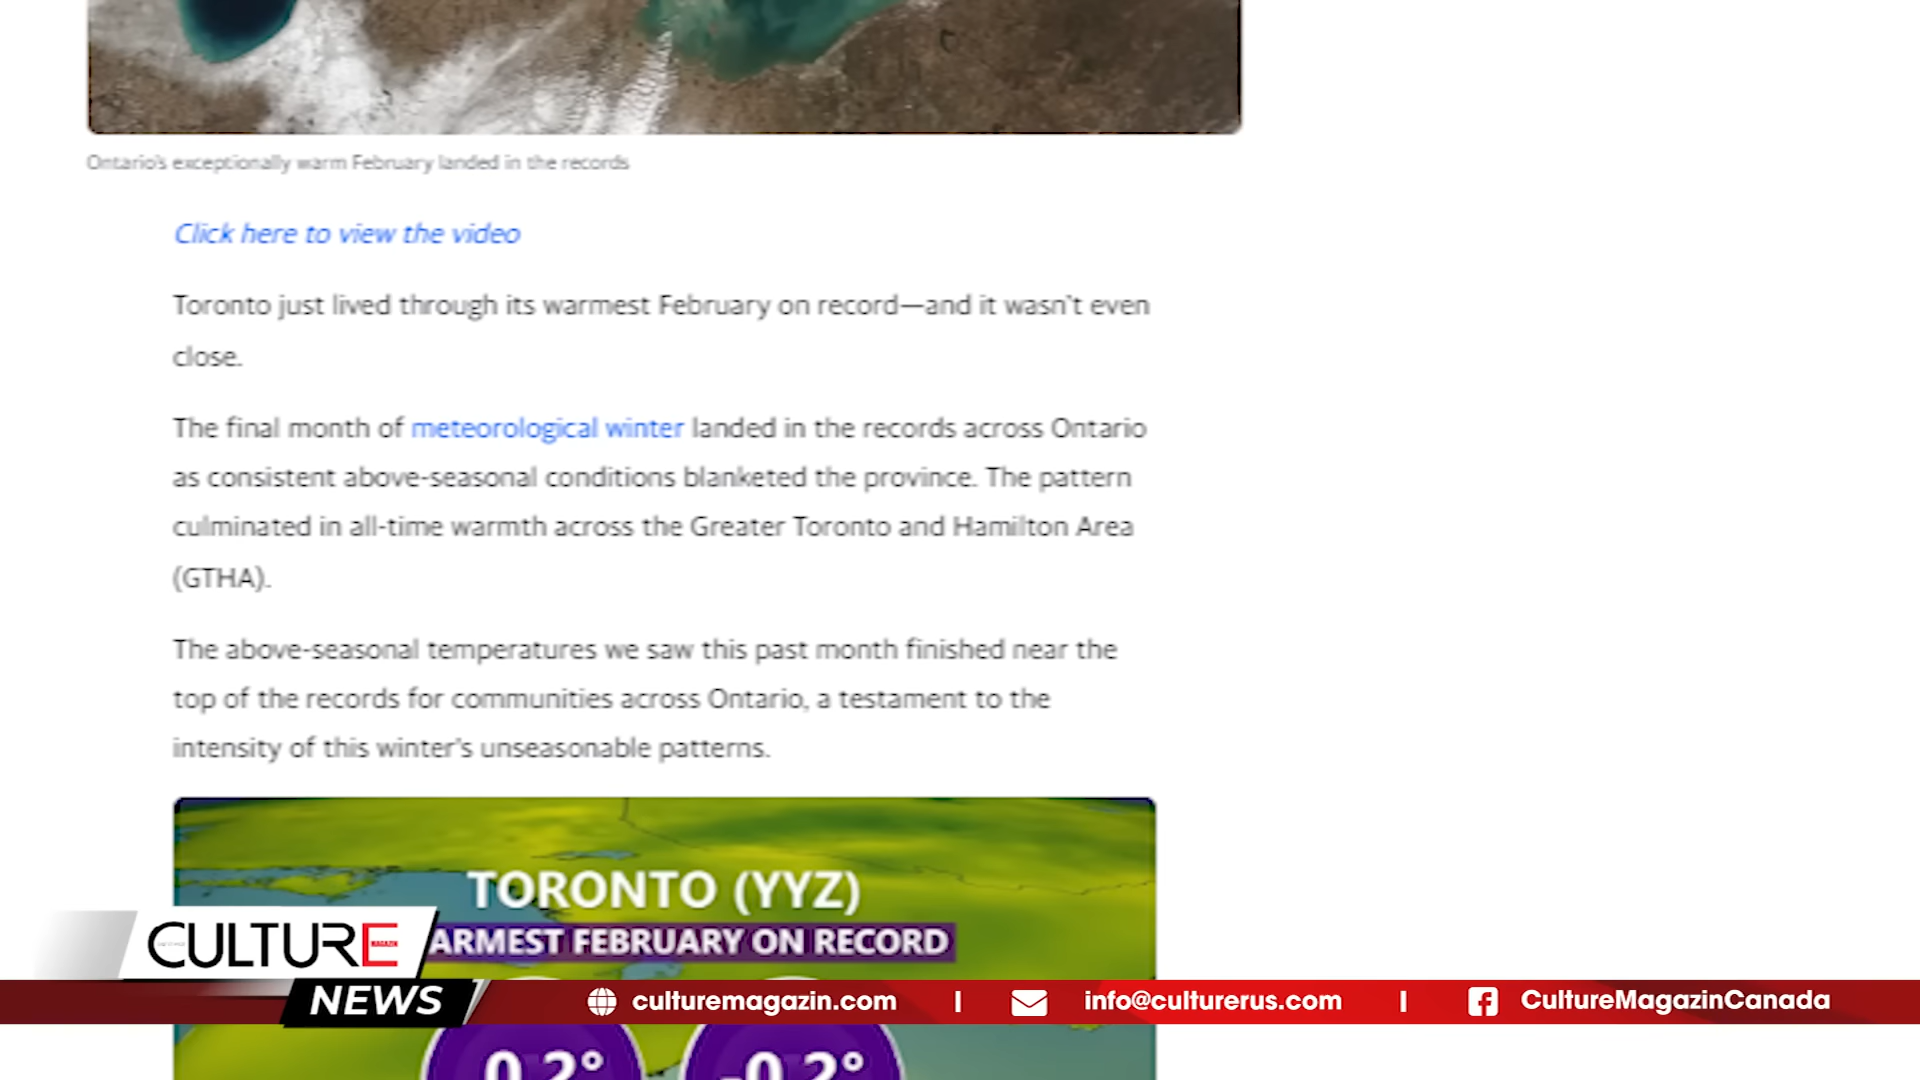 Ontario's exceptionally warm February landed in the records
Click here to view the video
Toronto just lived through its warmest February on record—and it wasn't even
close.
The final month of meteorological winter landed in the records across Ontario
as consistent above-seasonal conditions blanketed the province. The pattern
culminated in all-time warmth across the Greater Toronto and Hamilton Area
(GTHA).
The above-seasonal temperatures we saw this past month finished near the
top of the records for communities across Ontario, a testament to the
intensity of this winter's unseasonable patterns.
TORONTO (YYZ)
ARMEST FEBRUARY ON RECORD
CULTURE
NEWS
culturemagazin.com | info@culturerus.com | CultureMagazinCanada
0.2° -0.2°